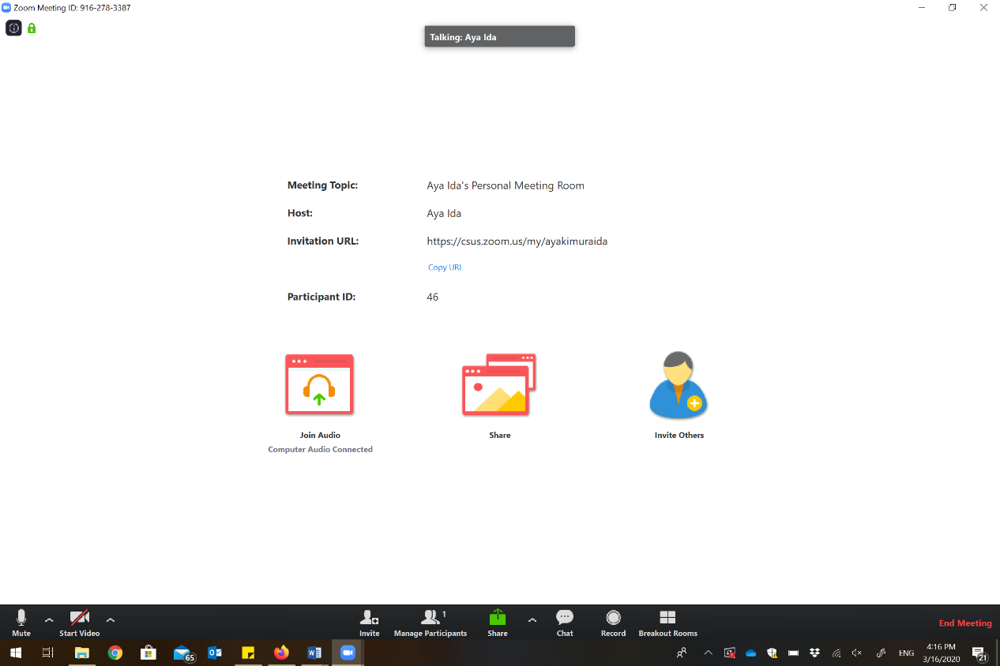 Zoom Meeting ID: 916-278-3387
Talking: Aya Ida
Meeting Topic: Aya Ida's Personal Meeting Room
Host: Aya Ida
Invitation URL: https://csus.zoom.us/my/ayakimuraida
Copy URL
Participant ID: 46
Join Audio
Computer Audio Connected
Share
Invite Others
Mute
Start Video
Invite
1
Manage Participants
Share
Chat
Record
Breakout Rooms
End Meeting
65
ENG
4:16 PM
3/16/2020
21